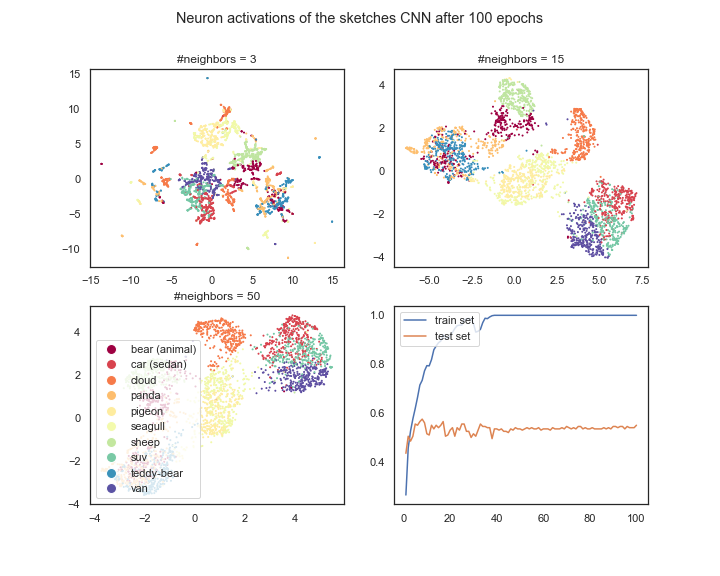 Neuron activations of the sketches CNN after 100 epochs
#neighbors = 3
15
10
5
0
−5
−10
−15 −10 −5 0 5 10 15
#neighbors = 15
4
2
0
−2
−4
−5.0 −2.5 0.0 2.5 5.0 7.5
#neighbors = 50
4
2
0
−2
−4
−4 −2 0 2 4
bear (animal)
car (sedan)
cloud
panda
pigeon
seagull
sheep
suv
teddy-bear
van
1.0
0.8
0.6
0.4
0 20 40 60 80 100
train set
test set